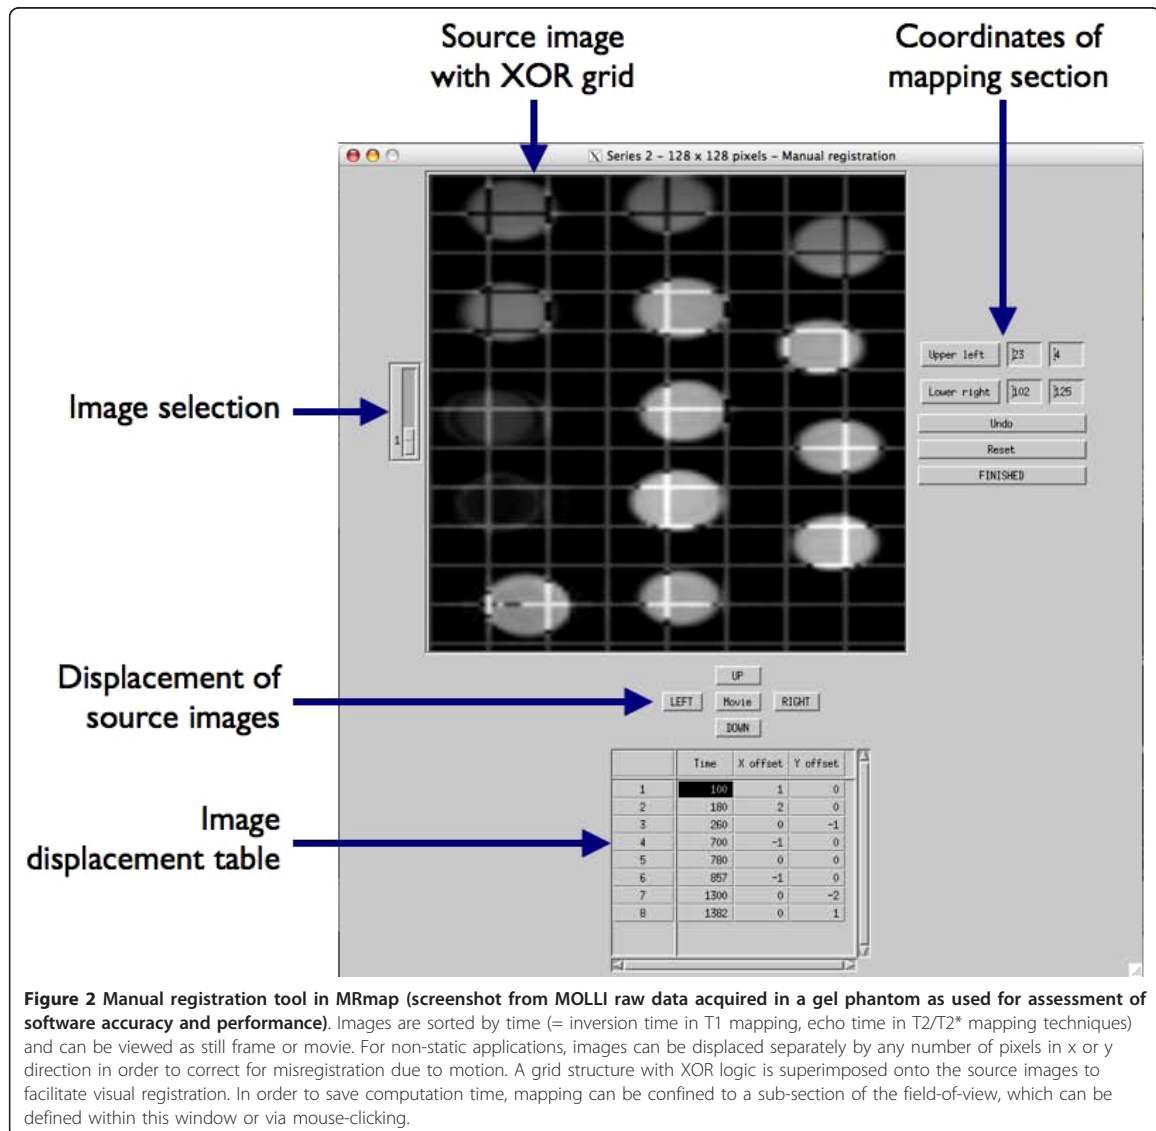 Source image
with XOR grid
Coordinates of
mapping section
X Series 2 - 128 x 128 pixels - Manual registration
Upper left 23 4
Lower right 102 125
Undo
Reset
FINISHED
Image selection
1
Displacement of
source images
UP
LEFT Movie RIGHT
DOWN
Time X offset Y offset
1 100 1 0
2 180 2 0
3 260 0 -1
4 700 -1 0
5 780 0 0
6 857 -1 0
7 1300 0 -2
8 1382 0 1
Image
displacement table
Figure 2 Manual registration tool in MRmap (screenshot from MOLLI raw data acquired in a gel phantom as used for assessment of
software accuracy and performance). Images are sorted by time (= inversion time in T1 mapping, echo time in T2/T2* mapping techniques)
and can be viewed as still frame or movie. For non-static applications, images can be displaced separately by any number of pixels in x or y
direction in order to correct for misregistration due to motion. A grid structure with XOR logic is superimposed onto the source images to
facilitate visual registration. In order to save computation time, mapping can be confined to a sub-section of the field-of-view, which can be
defined within this window or via mouse-clicking.